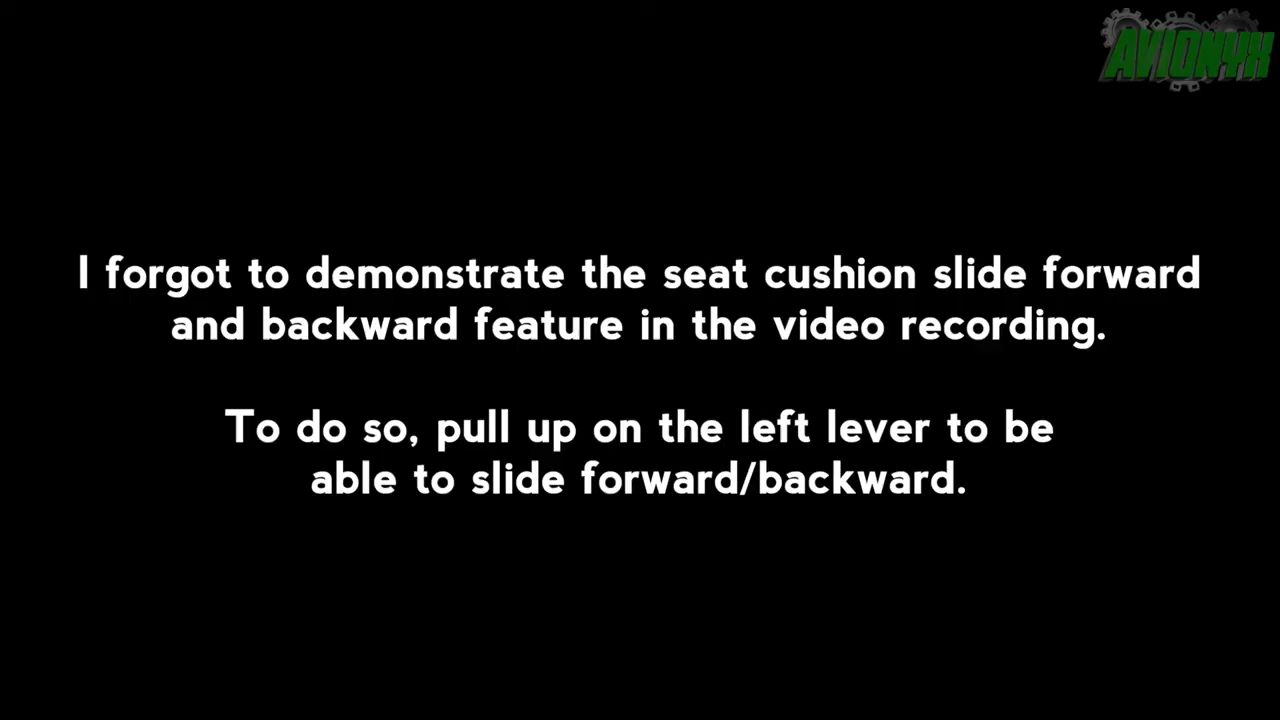 AVIONYX
I forgot to demonstrate the seat cushion slide forward
and backward feature in the video recording.
To do so, pull up on the left lever to be
able to slide forward/backward.